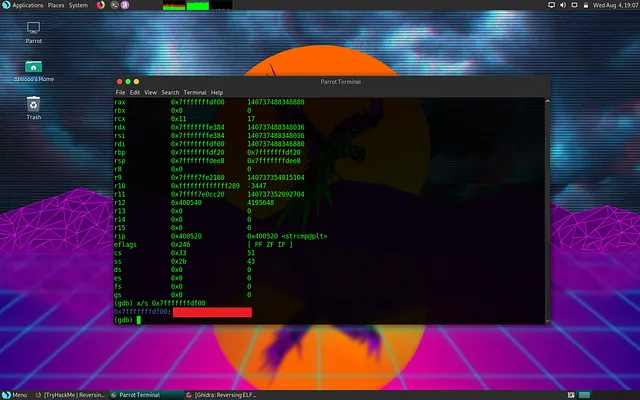 Applications Places System
Wed Aug 4, 19:07
Parrot
Trash
Parrot Terminal
File Edit View Search Terminal Help
rax 0x7fffffffdf00 140737488346880
rbx 0x0 0
rcx 0x11 17
rdx 0x7fffffffe384 140737488348036
rsi 0x7fffffffe384 140737488348036
rdi 0x7fffffffdf00 140737488346880
rbp 0x7fffffffdf20 0x7fffffffdf20
rsp 0x7fffffffdee8 0x7fffffffdee8
r8 0x0 0
r9 0x7ffff7fe2180 140737354015104
r10 0xfffffffffffff289 -3447
r11 0x7ffff7e0cc20 140737352092704
r12 0x400540 4195648
r13 0x0 0
r14 0x0 0
r15 0x0 0
rip 0x400520 0x400520 <strcmp@plt>
eflags 0x246 [ PF ZF IF ]
cs 0x33 51
ss 0x2b 43
ds 0x0 0
es 0x0 0
fs 0x0 0
gs 0x0 0
(gdb) x/s 0x7fffffffdf00
0x7fffffffdf00:
(gdb)
Menu [TryHackMe | Reversin... Parrot Terminal [Ghidra: Reversing ELF...